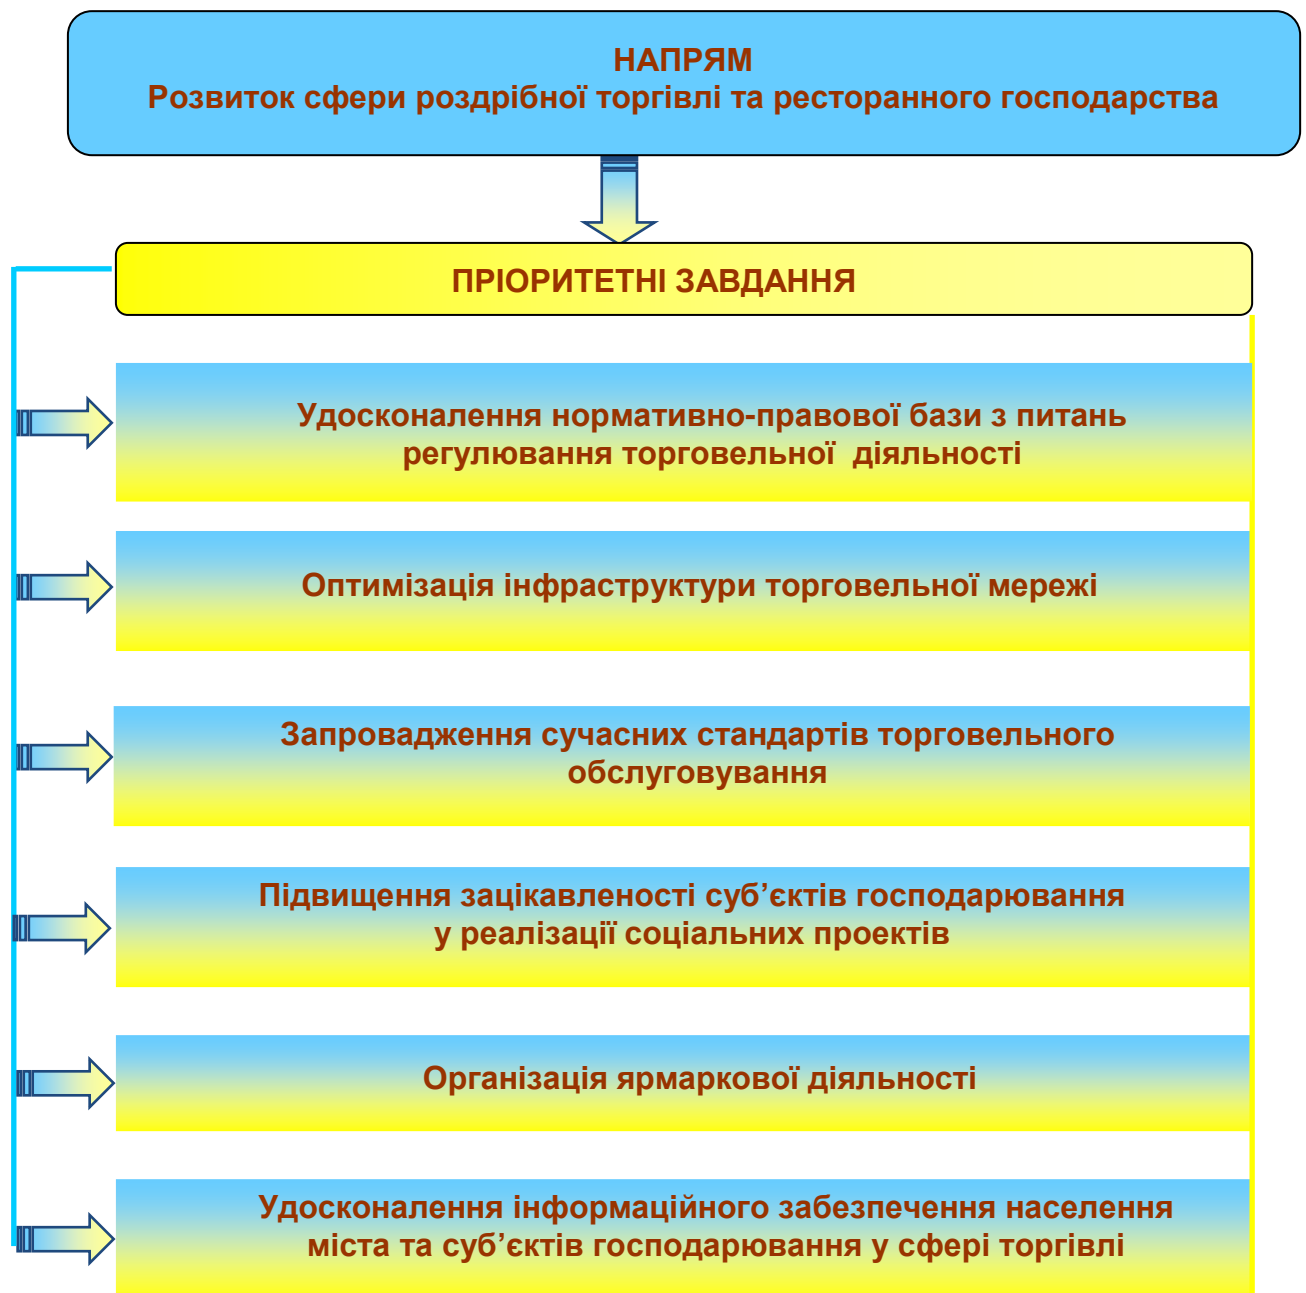 НАПРЯМ
Розвиток сфери роздрібної торгівлі та ресторанного господарства
ПРІОРИТЕТНІ ЗАВДАННЯ
Удосконалення нормативно-правової бази з питань
регулювання торговельної  діяльності
Оптимізація інфраструктури торговельної мережі
Запровадження сучасних стандартів торговельного
обслуговування
Підвищення зацікавленості суб’єктів господарювання
у реалізації соціальних проектів
Організація ярмаркової діяльності
Удосконалення інформаційного забезпечення населення
міста та суб’єктів господарювання у сфері торгівлі